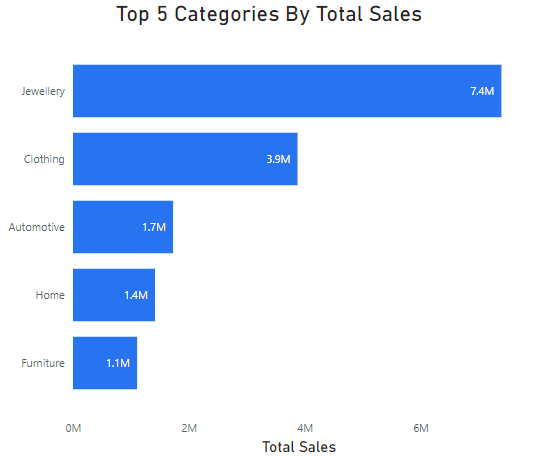 Top 5 Categories By Total Sales
Jewellery 7.4M
Clothing 3.9M
Automotive 1.7M
Home 1.4M
Furniture 1.1M
0M 2M 4M 6M
Total Sales